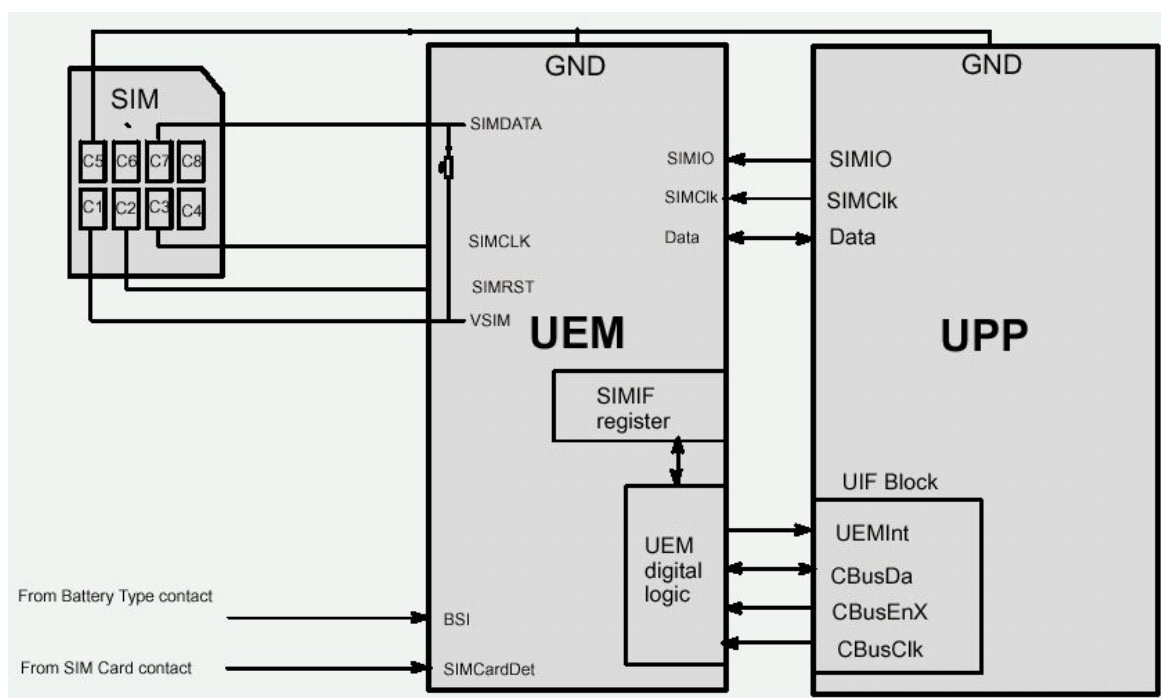 GND
GND
SIM
C5 C6 C7 C8
C1 C2 C3 C4
SIMDATA
SIMCLK
SIMRST
VSIM
SIMIO
SIMClk
Data
SIMIO
SIMClk
Data
UEM
UPP
SIMIF
register
UIF Block
UEM
digital
logic
UEMInt
CBusDa
CBusEnX
CBusClk
From Battery Type contact
BSI
From SIM Card contact
SIMCardDet